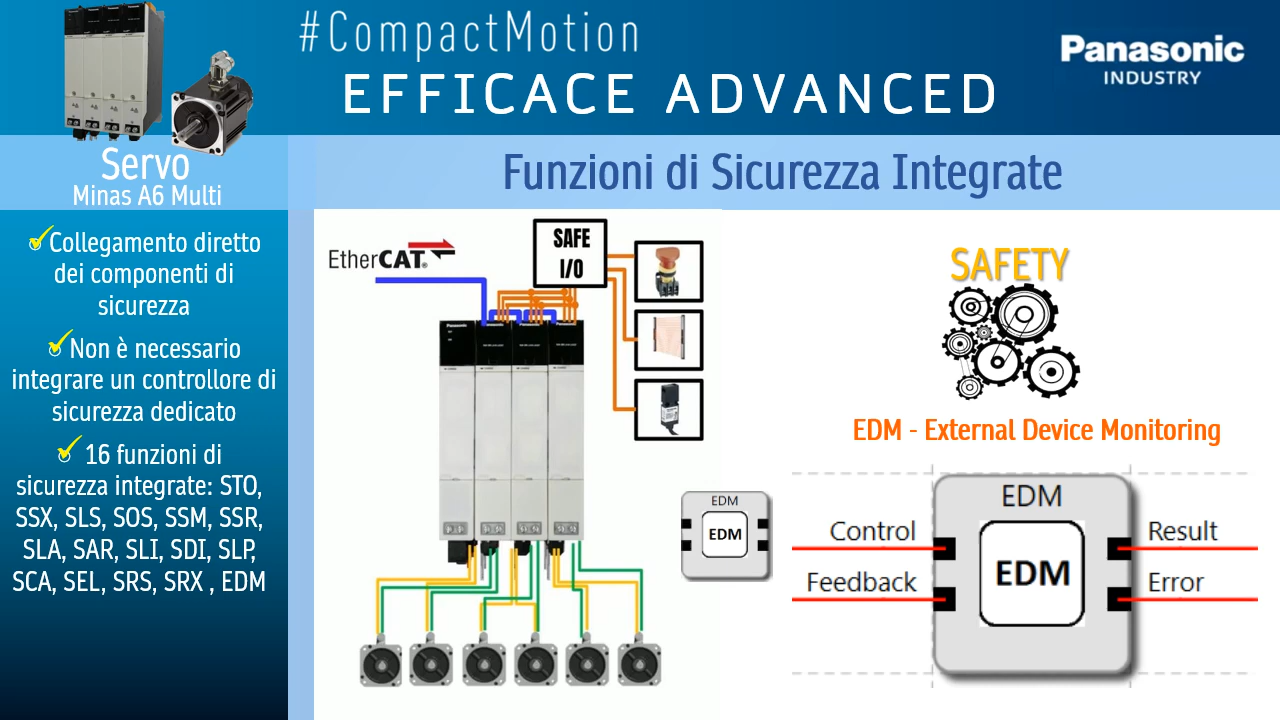 #CompactMotion
EFFICACE ADVANCED
Panasonic
INDUSTRY
Servo
Minas A6 Multi
Funzioni di Sicurezza Integrate
Collegamento diretto
dei componenti di
sicurezza
Non è necessario
integrare un controllore di
sicurezza dedicato
16 funzioni di
sicurezza integrate: STO,
SSX, SLS, SOS, SSM, SSR,
SLA, SAR, SLI, SDI, SLP,
SCA, SEL, SRS, SRX , EDM
EtherCAT®
SAFE
I/O
Panasonic
SAFETY
EDM - External Device Monitoring
EDM
EDM
EDM
Control
Result
EDM
Feedback
Error